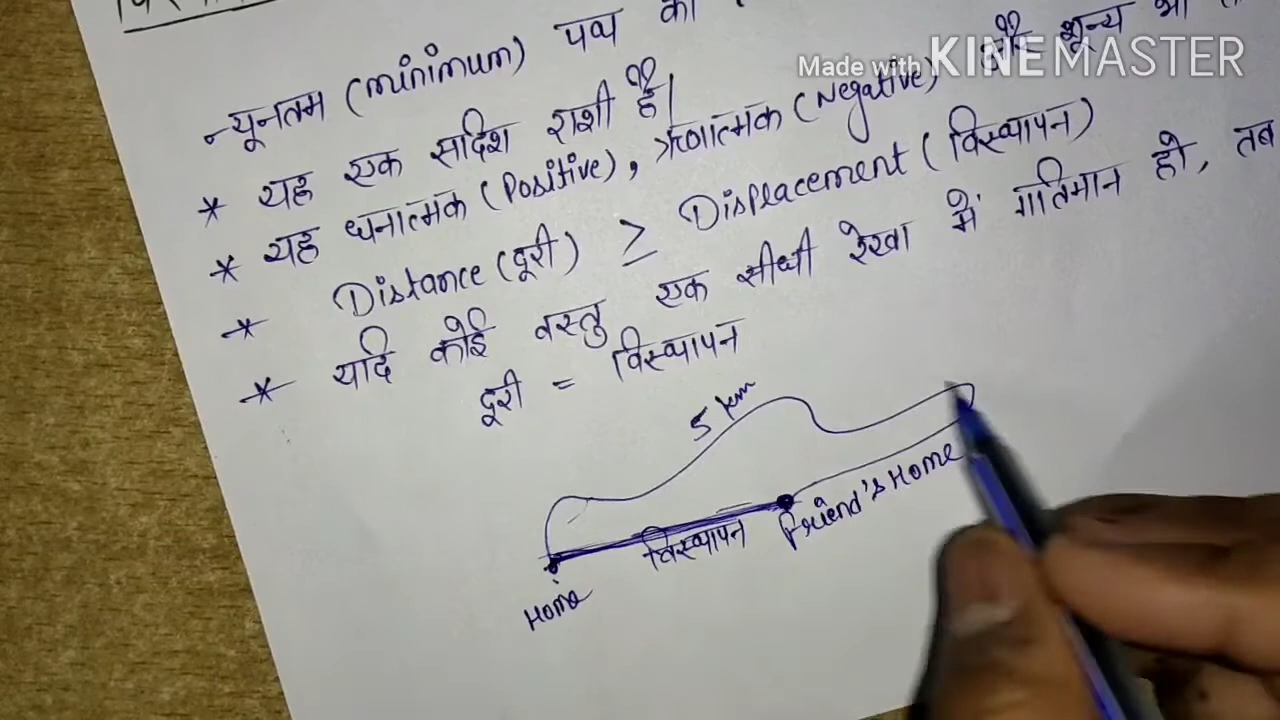 न्यूनतम (minimum) पथ का
Made with KINEMASTER
* यह एक सदिश राशी है।
* यह धनात्मक (Positive), ऋणात्मक (Negative) और शून्य भी
* Distance (दूरी) ≥ Displacement (विस्थापन)
* यदि कोई वस्तु एक सीधी रेखा में गतिमान हो, तब
दूरी = विस्थापन
5 km
विस्थापन
Friend's Home
Home